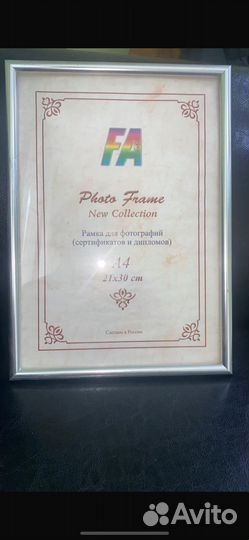 FA
Photo Frame
New Collection
Рамка для фотографий
(сертификатов и дипломов)
A4
21x30 cm
Сделано в России
Avito